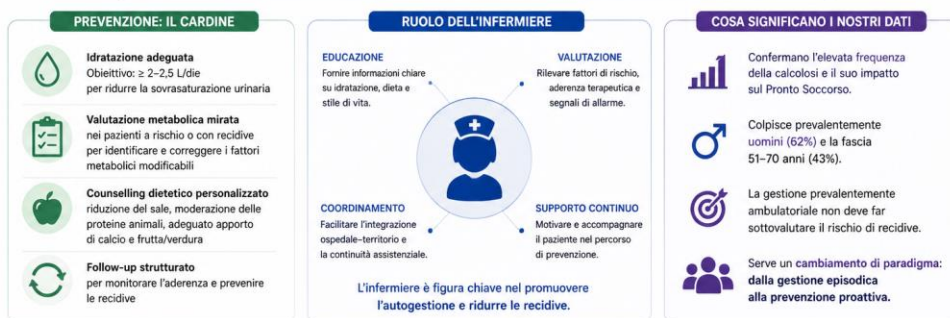 PREVENZIONE: IL CARDINE
Idratazione adeguata
Obiettivo: ≥ 2–2,5 L/die
per ridurre la sovrasaturazione urinaria
Valutazione metabolica mirata
nei pazienti a rischio o con recidive
per identificare e correggere i fattori
metabolici modificabili
Counselling dietetico personalizzato
riduzione del sale, moderazione delle
proteine animali, adeguato apporto
di calcio e frutta/verdura
Follow-up strutturato
per monitorare l'aderenza e prevenire
le recidive
RUOLO DELL'INFERMIERE
EDUCAZIONE
Fornire informazioni chiare
su idratazione, dieta e
stile di vita.
VALUTAZIONE
Rilevare fattori di rischio,
aderenza terapeutica e
segnali di allarme.
COORDINAMENTO
Facilitare l'integrazione
ospedale–territorio e
la continuità assistenziale.
SUPPORTO CONTINUO
Motivare e accompagnare
il paziente nel percorso
di prevenzione.
L'infermiere è figura chiave nel promuovere
l'autogestione e ridurre le recidive.
COSA SIGNIFICANO I NOSTRI DATI
Confermano l'elevata frequenza
della calcolosi e il suo impatto
sul Pronto Soccorso.
Colpisce prevalentemente
uomini (62%) e la fascia
51–70 anni (43%).
La gestione prevalentemente
ambulatoriale non deve far
sottovalutare il rischio di recidive.
Serve un cambiamento di paradigma:
dalla gestione episodica
alla prevenzione proattiva.